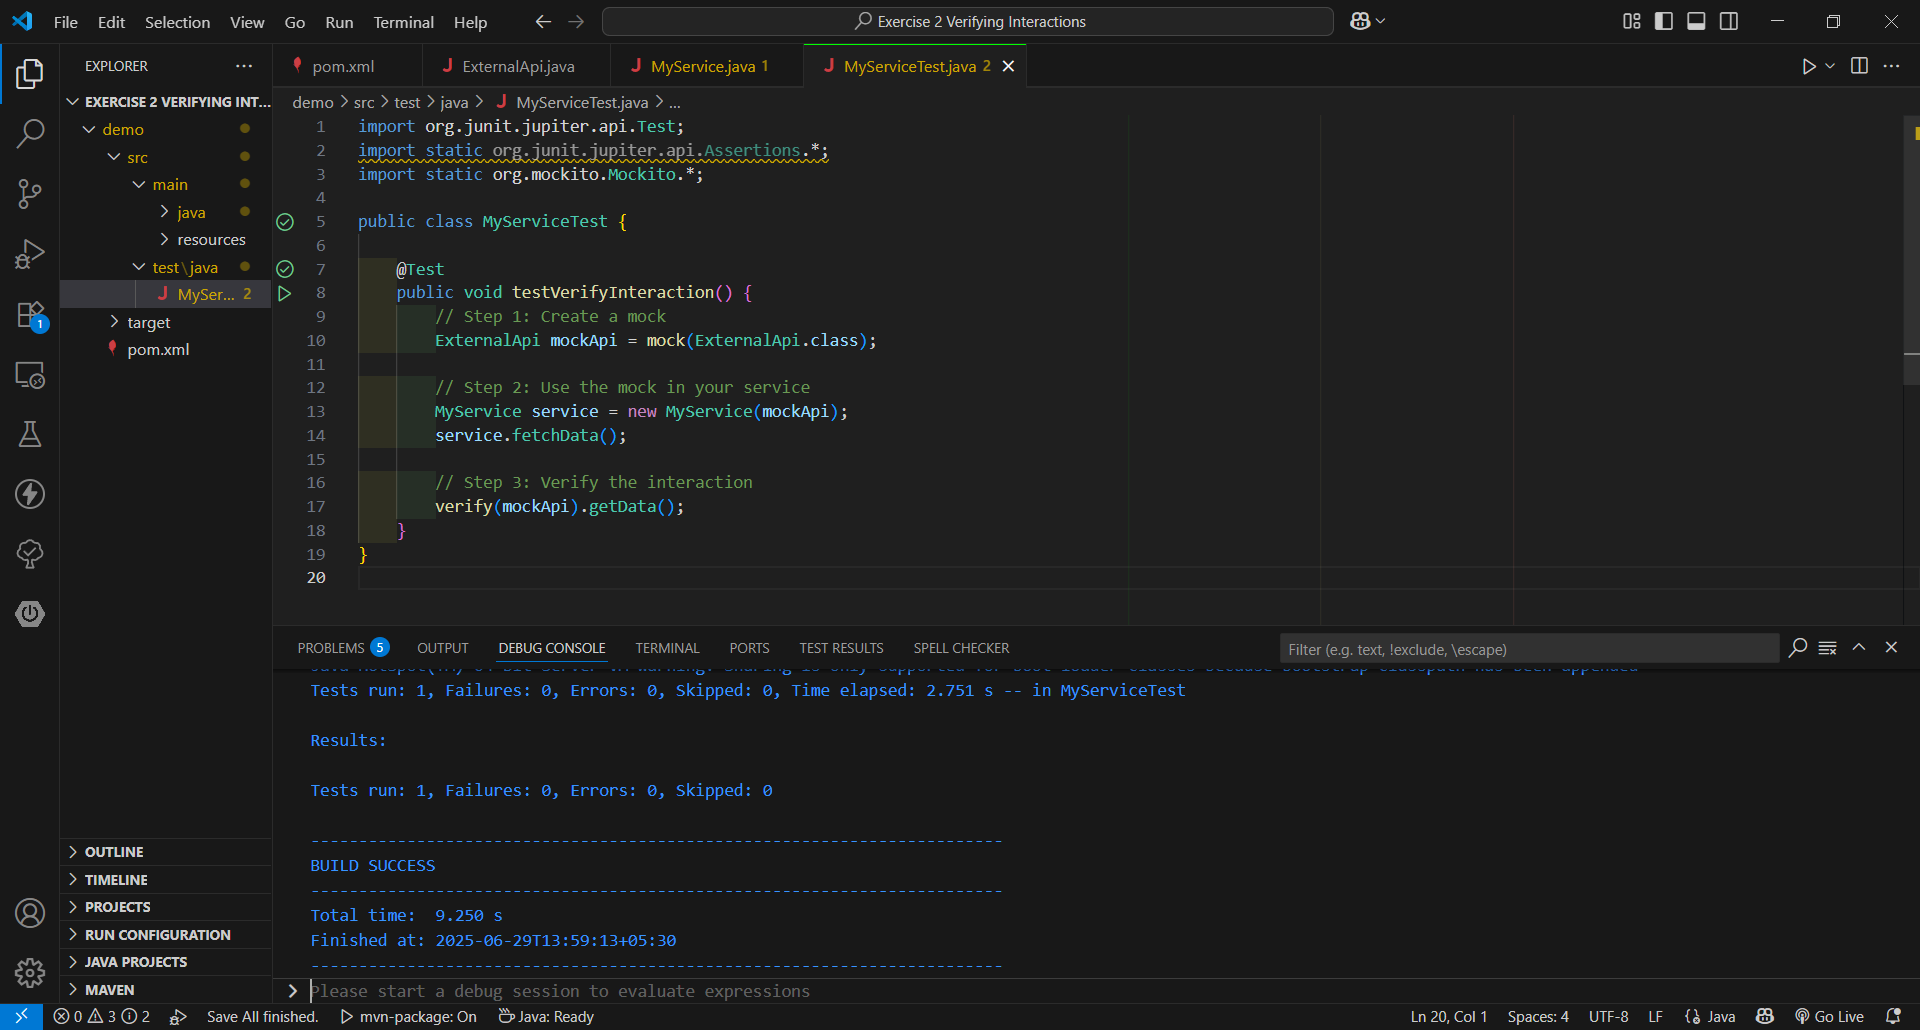 File Edit Selection View Go Run Terminal Help
Exercise 2 Verifying Interactions
EXPLORER
pom.xml
ExternalApi.java
MyService.java 1
MyServiceTest.java 2
EXERCISE 2 VERIFYING INT...
demo
src
main
java
resources
test\java
MySer... 2
target
pom.xml
1
OUTLINE
TIMELINE
PROJECTS
RUN CONFIGURATION
JAVA PROJECTS
MAVEN
demo > src > test > java > MyServiceTest.java > ...
1 import org.junit.jupiter.api.Test;
2 import static org.junit.jupiter.api.Assertions.*;
3 import static org.mockito.Mockito.*;
4
5 public class MyServiceTest {
6
7 @Test
8 public void testVerifyInteraction() {
9 // Step 1: Create a mock
10 ExternalApi mockApi = mock(ExternalApi.class);
11
12 // Step 2: Use the mock in your service
13 MyService service = new MyService(mockApi);
14 service.fetchData();
15
16 // Step 3: Verify the interaction
17 verify(mockApi).getData();
18 }
19 }
20
PROBLEMS 5 OUTPUT DEBUG CONSOLE TERMINAL PORTS TEST RESULTS SPELL CHECKER
Filter (e.g. text, !exclude, \escape)
Tests run: 1, Failures: 0, Errors: 0, Skipped: 0, Time elapsed: 2.751 s -- in MyServiceTest
Results:
Tests run: 1, Failures: 0, Errors: 0, Skipped: 0
------------------------------------------------------------------------
BUILD SUCCESS
------------------------------------------------------------------------
Total time:  9.250 s
Finished at: 2025-06-29T13:59:13+05:30
------------------------------------------------------------------------
Please start a debug session to evaluate expressions
0 3 2 Save All finished. mvn-package: On Java: Ready
Ln 20, Col 1 Spaces: 4 UTF-8 LF {} Java Go Live